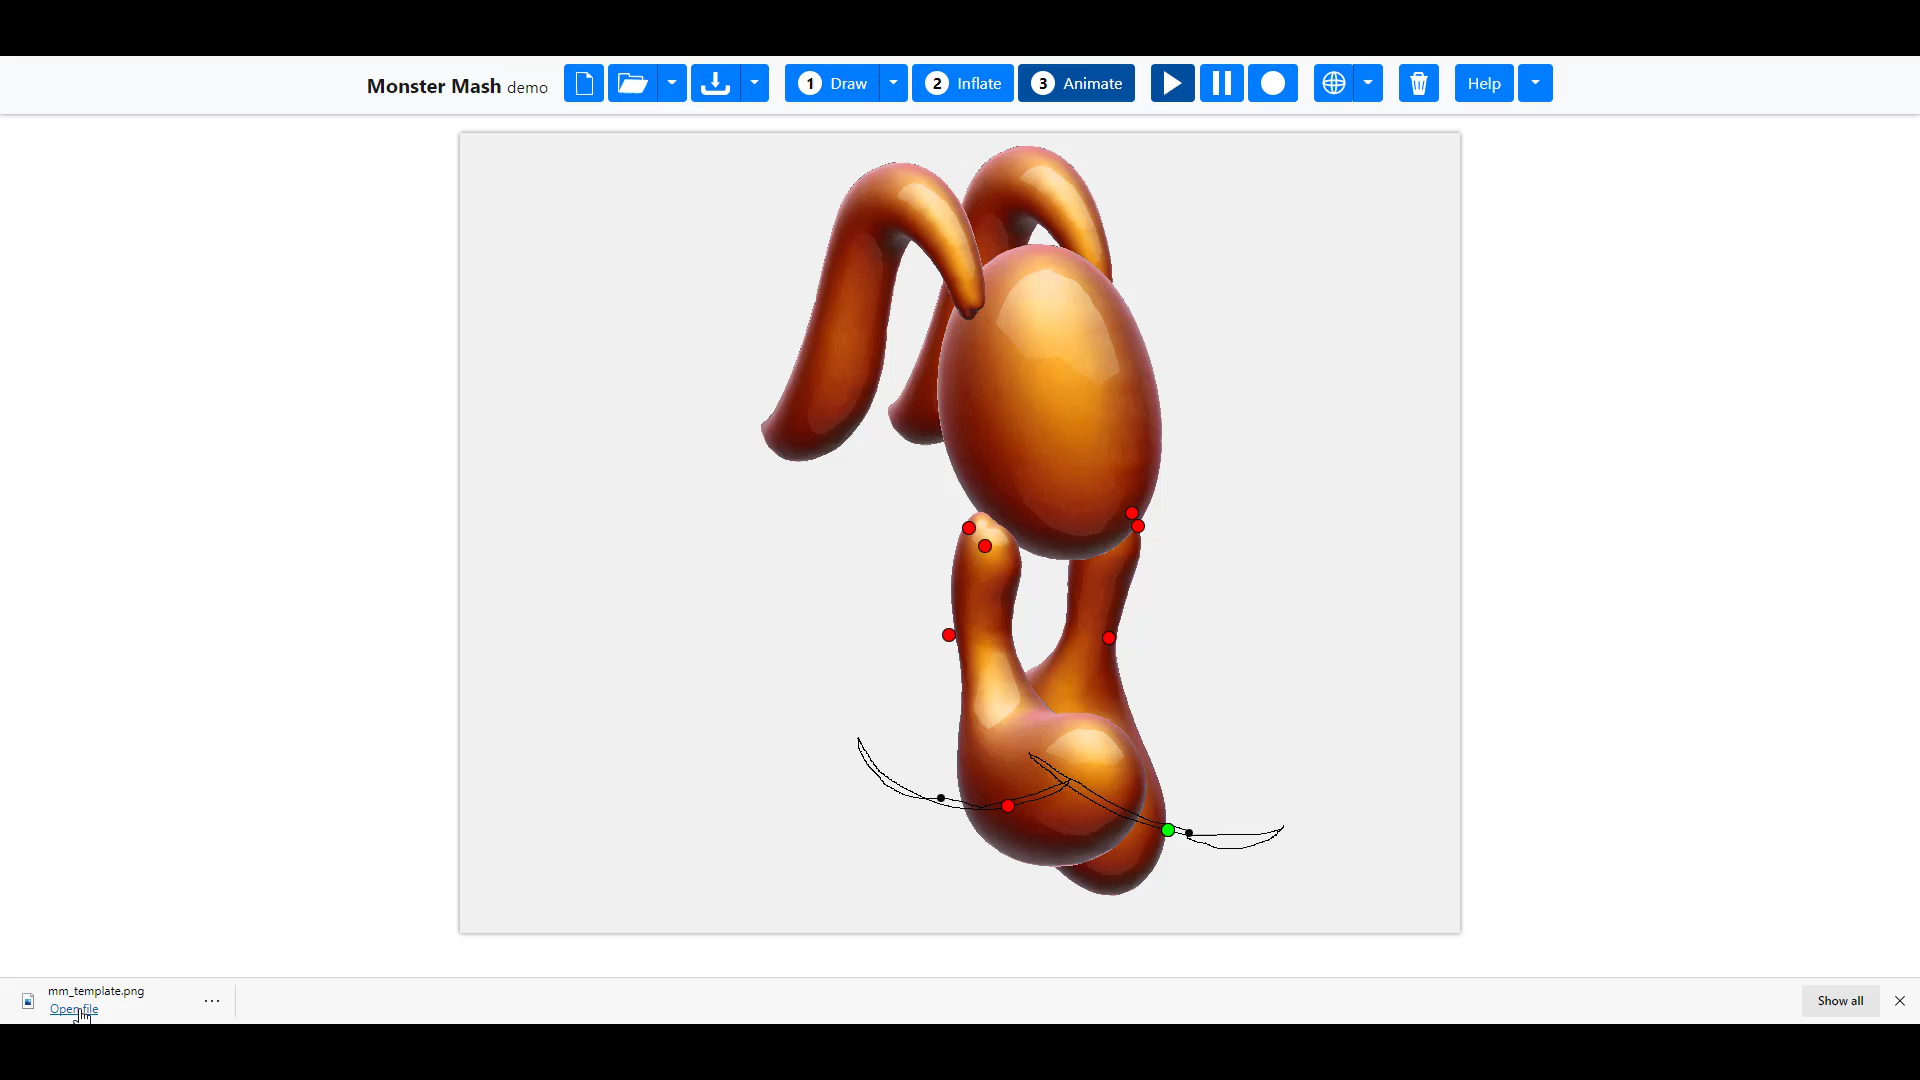 Monster Mash demo
1 Draw
2 Inflate
3 Animate
Help
mm_template.png
Open file
Show all